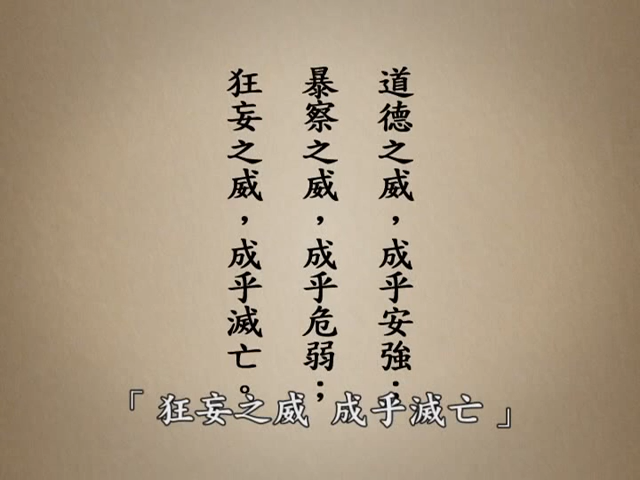 道德之威，成乎安強；
暴察之威，成乎危弱；
狂妄之威，成乎滅亡。
「狂妄之威 成乎滅亡」